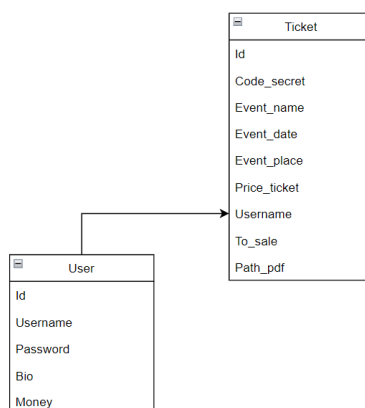 Ticket
Id
Code_secret
Event_name
Event_date
Event_place
Price_ticket
Username
To_sale
Path_pdf
User
Id
Username
Password
Bio
Money